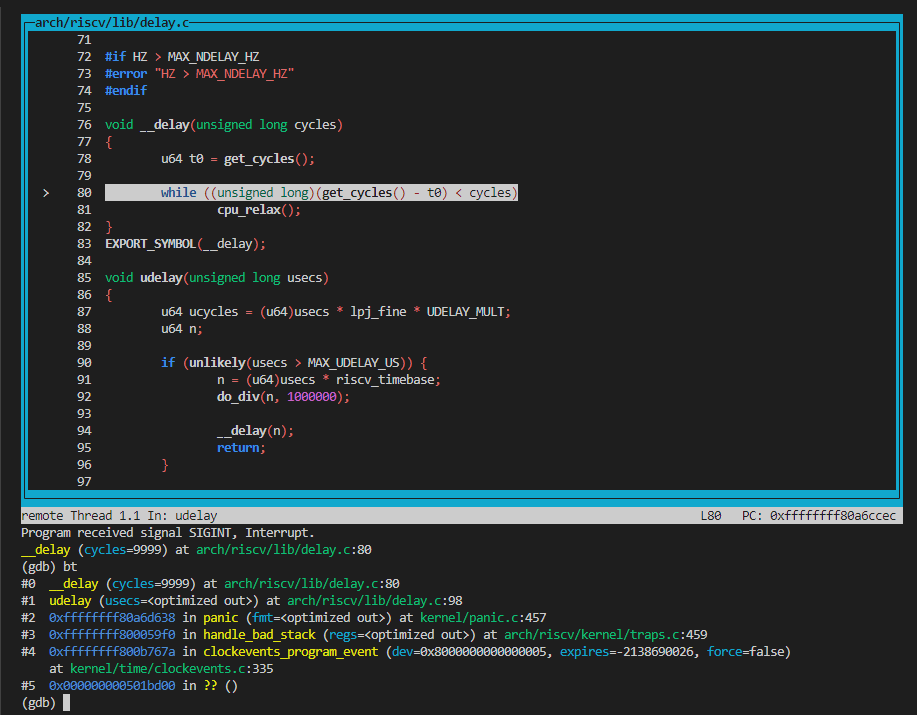 arch/riscv/lib/delay.c
71
72 #if HZ > MAX_NDELAY_HZ
73 #error "HZ > MAX_NDELAY_HZ"
74 #endif
75
76 void __delay(unsigned long cycles)
77 {
78 u64 t0 = get_cycles();
79
> 80 while ((unsigned long)(get_cycles() - t0) < cycles)
81 cpu_relax();
82 }
83 EXPORT_SYMBOL(__delay);
84
85 void udelay(unsigned long usecs)
86 {
87 u64 ucycles = (u64)usecs * lpj_fine * UDELAY_MULT;
88 u64 n;
89
90 if (unlikely(usecs > MAX_UDELAY_US)) {
91 n = (u64)usecs * riscv_timebase;
92 do_div(n, 1000000);
93
94 __delay(n);
95 return;
96 }
97
remote Thread 1.1 In: udelay L80 PC: 0xffffffff80a6ccec
Program received signal SIGINT, Interrupt.
__delay (cycles=9999) at arch/riscv/lib/delay.c:80
(gdb) bt
#0 __delay (cycles=9999) at arch/riscv/lib/delay.c:80
#1 udelay (usecs=<optimized out>) at arch/riscv/lib/delay.c:98
#2 0xffffffff80a6d638 in panic (fmt=<optimized out>) at kernel/panic.c:457
#3 0xffffffff800059f0 in handle_bad_stack (regs=<optimized out>) at arch/riscv/kernel/traps.c:459
#4 0xffffffff800b767a in clockevents_program_event (dev=0x8000000000000005, expires=-2138690026, force=false)
at kernel/time/clockevents.c:335
#5 0x000000000501bd00 in ?? ()
(gdb)